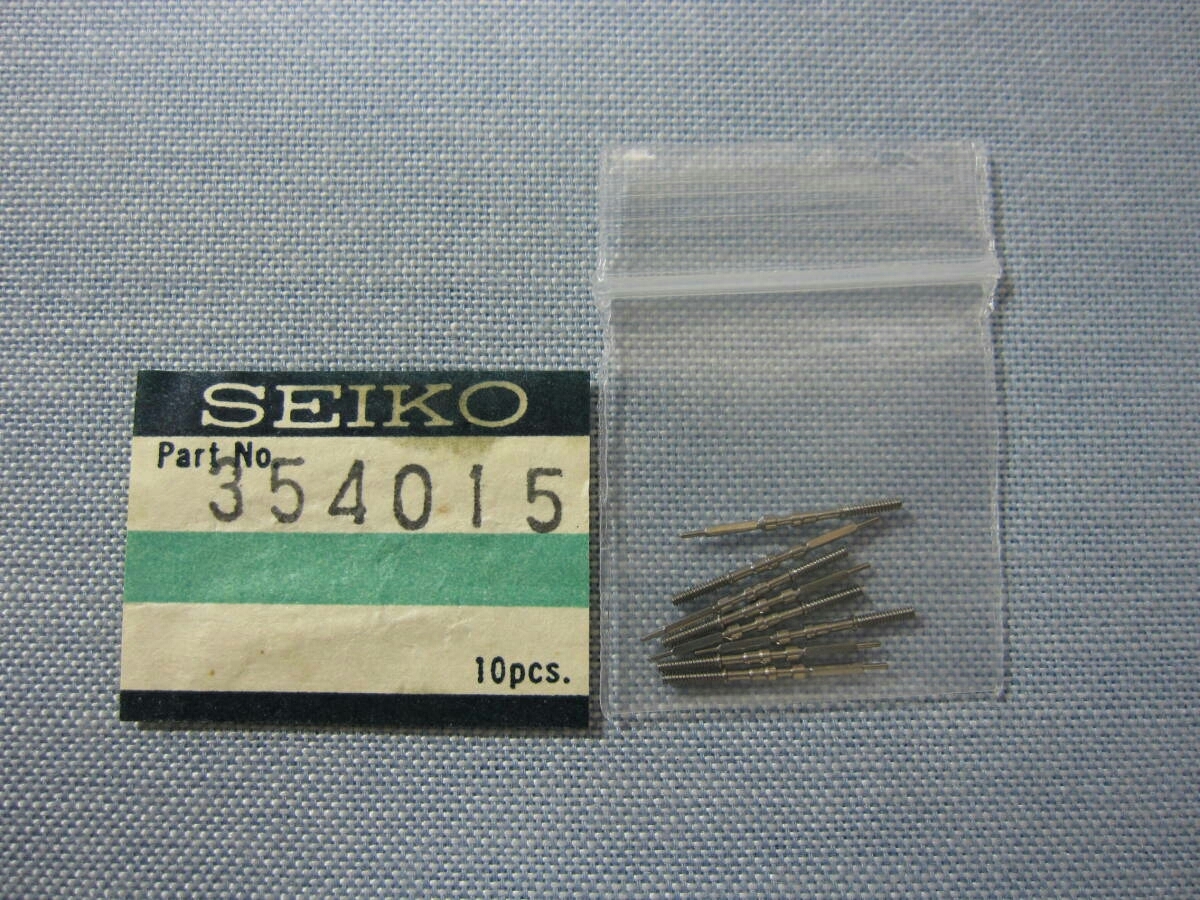 SEIKO
Part No
354015
10pcs.